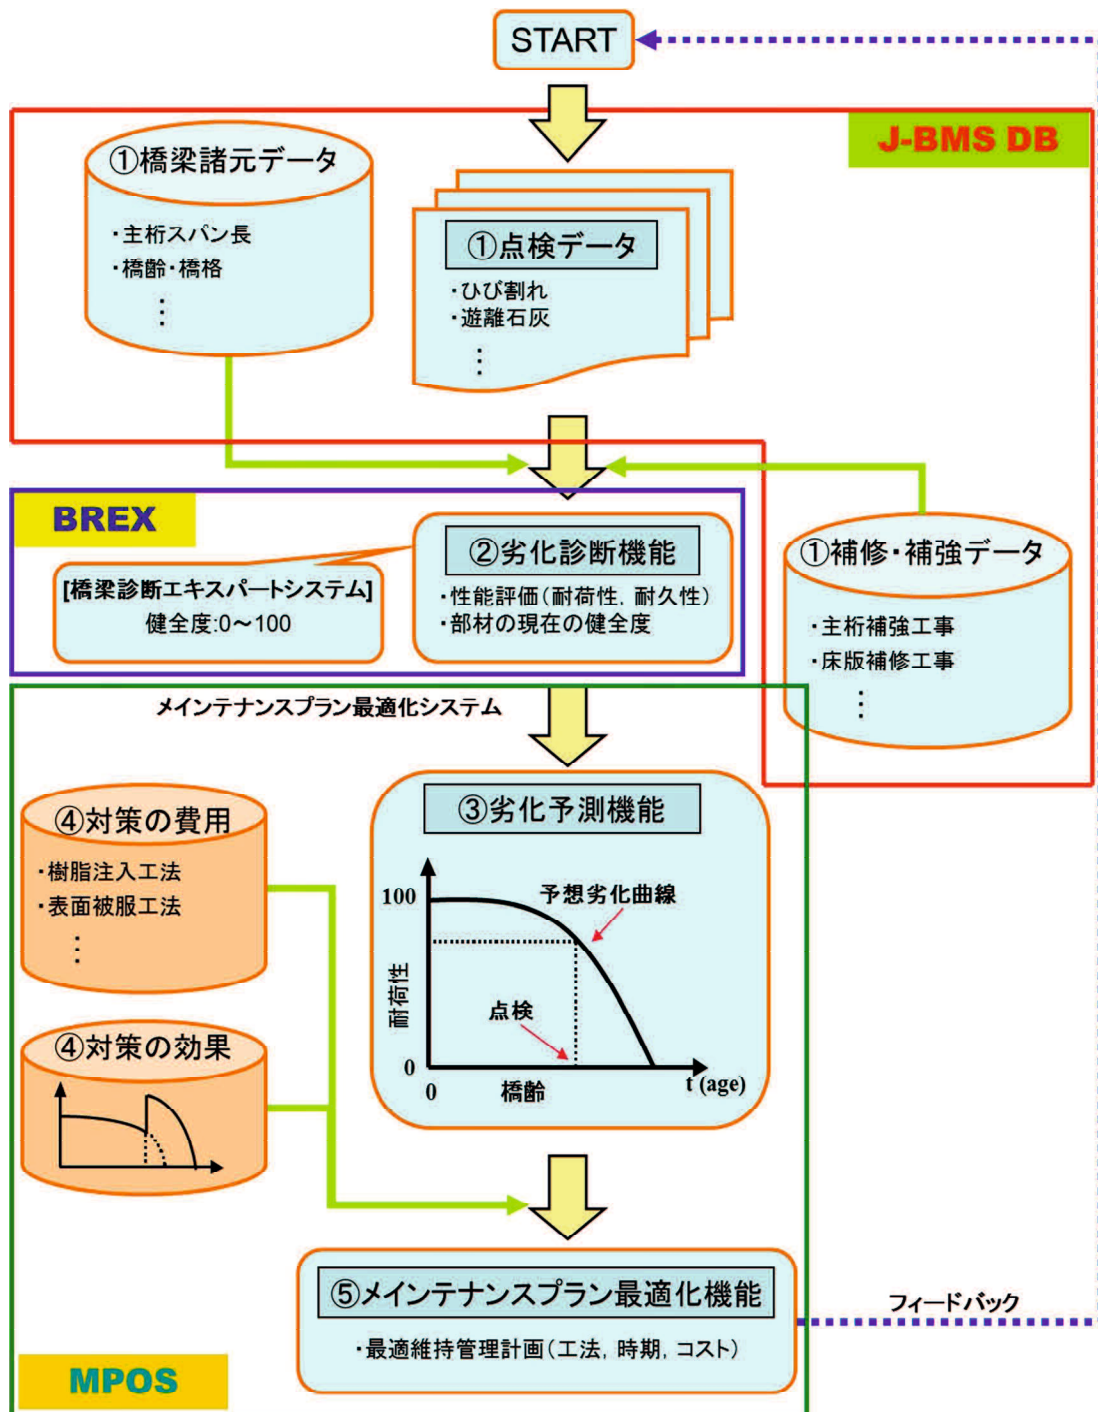 START
J-BMS DB
①橋梁諸元データ
・主桁スパン長
・橋齢・橋格
⋮
①点検データ
・ひび割れ
・遊離石灰
⋮
BREX
②劣化診断機能
・性能評価(耐荷性, 耐久性)
・部材の現在の健全度
[橋梁診断エキスパートシステム]
健全度:0～100
①補修・補強データ
・主桁補強工事
・床版補修工事
⋮
メインテナンスプラン最適化システム
③劣化予測機能
100
予想劣化曲線
耐荷性
点検
0
0
橋齢
t (age)
④対策の費用
・樹脂注入工法
・表面被服工法
⋮
④対策の効果
⑤メインテナンスプラン最適化機能
・最適維持管理計画(工法, 時期, コスト)
フィードバック
MPOS